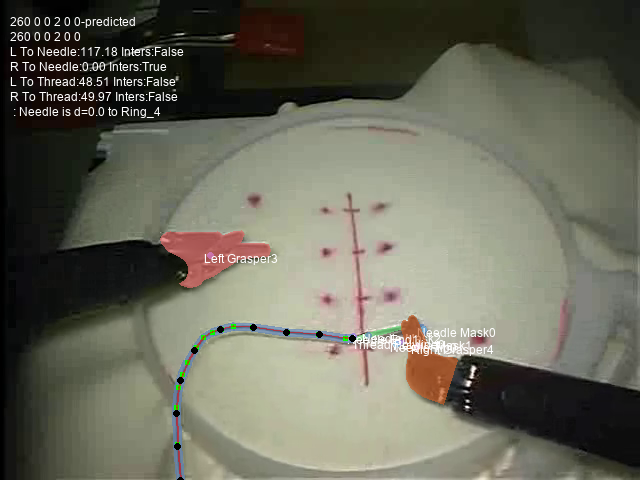 260 0 0 2 0 0-predicted
260 0 0 2 0 0
L To Needle:117.18 Inters:False
R To Needle:0.00 Inters:True
L To Thread:48.51 Inters:False
R To Thread:49.97 Inters:False
: Needle is d=0.0 to Ring_4
Left Grasper3
Needle Mask0
Right Grasper4